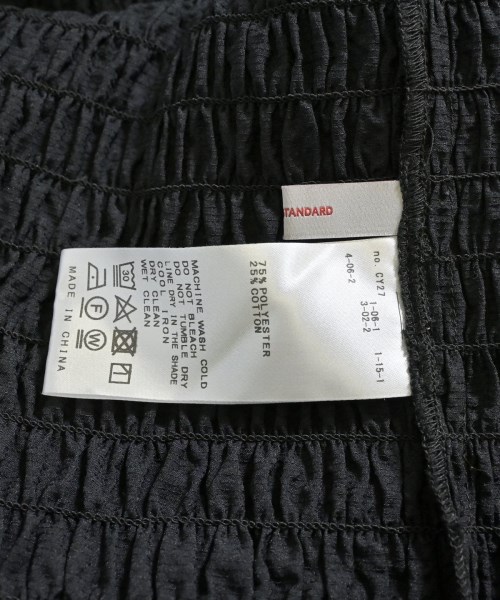 STANDARD
no. CY27 1-06-1 1-15-1
4-06-2 3-02-2
75% POLYESTER
25% COTTON
MACHINE WASH COLD
DO NOT BLEACH
DO NOT TUMBLE DRY
LINE DRY IN THE SHADE
COOL IRON
DRY CLEAN
WET CLEAN
30
F
W
MADE IN CHINA